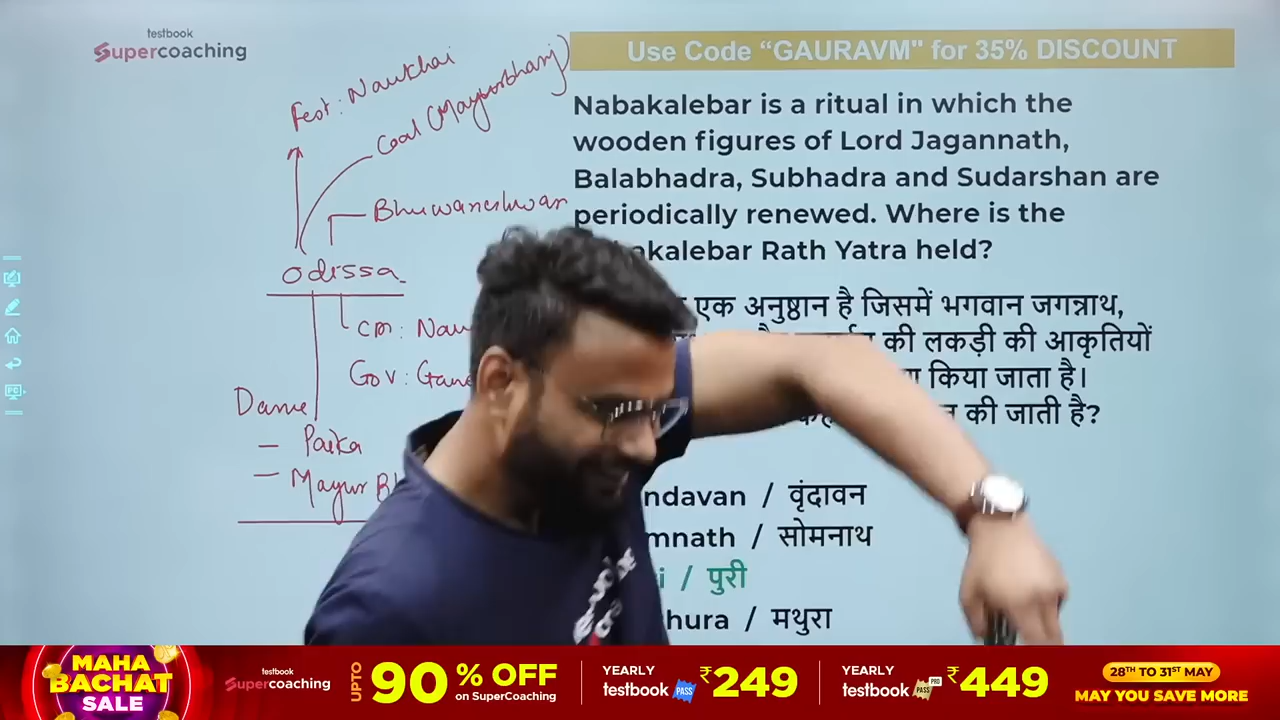 testbook
Supercoaching
Use Code “GAURAVM" for 35% DISCOUNT
Fest: Naukhai
Coal (Mayurbhanj)
Bhuwaneshwar
odissa
CM: Nav
Gov: Gane
Dance
– Paika
– Mayur Bh
Nabakalebar is a ritual in which the
wooden figures of Lord Jagannath,
Balabhadra, Subhadra and Sudarshan are
periodically renewed. Where is the
akalebar Rath Yatra held?
एक अनुष्ठान है जिसमें भगवान जगन्नाथ,
की लकड़ी की आकृतियों
किया जाता है।
की जाती है?
ndavan / वृंदावन
mnath / सोमनाथ
i / पुरी
hura / मथुरा
MAHA
BACHAT
SALE
testbook
Supercoaching
UPTO 90% OFF
on SuperCoaching
YEARLY
testbook PASS ₹249
YEARLY
testbook PASS PRO ₹449
28TH TO 31ST MAY
MAY YOU SAVE MORE